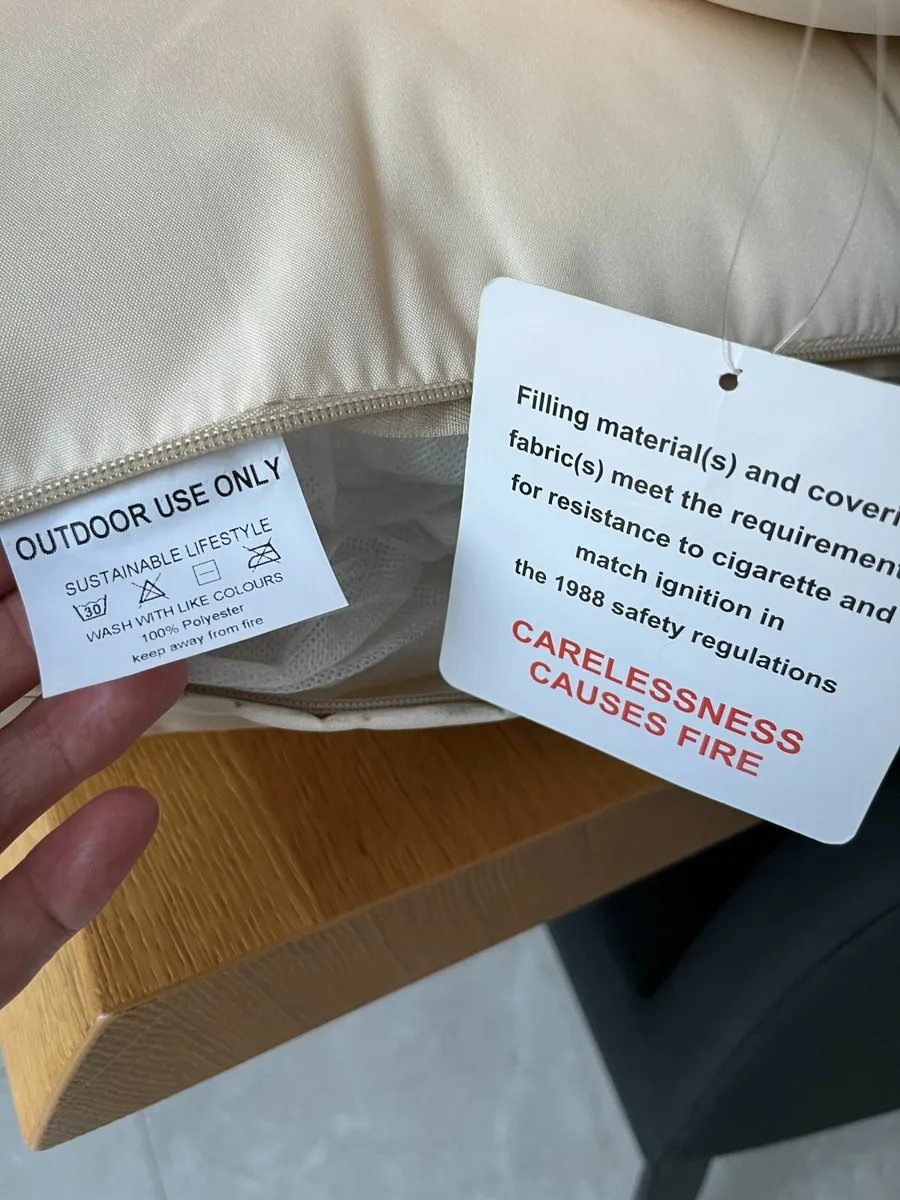 OUTDOOR USE ONLY
SUSTAINABLE LIFESTYLE
30
WASH WITH LIKE COLOURS
100% Polyester
keep away from fire
Filling material(s) and coveri
fabric(s) meet the requirement
for resistance to cigarette and
match ignition in
the 1988 safety regulations
CARELESSNESS
CAUSES FIRE